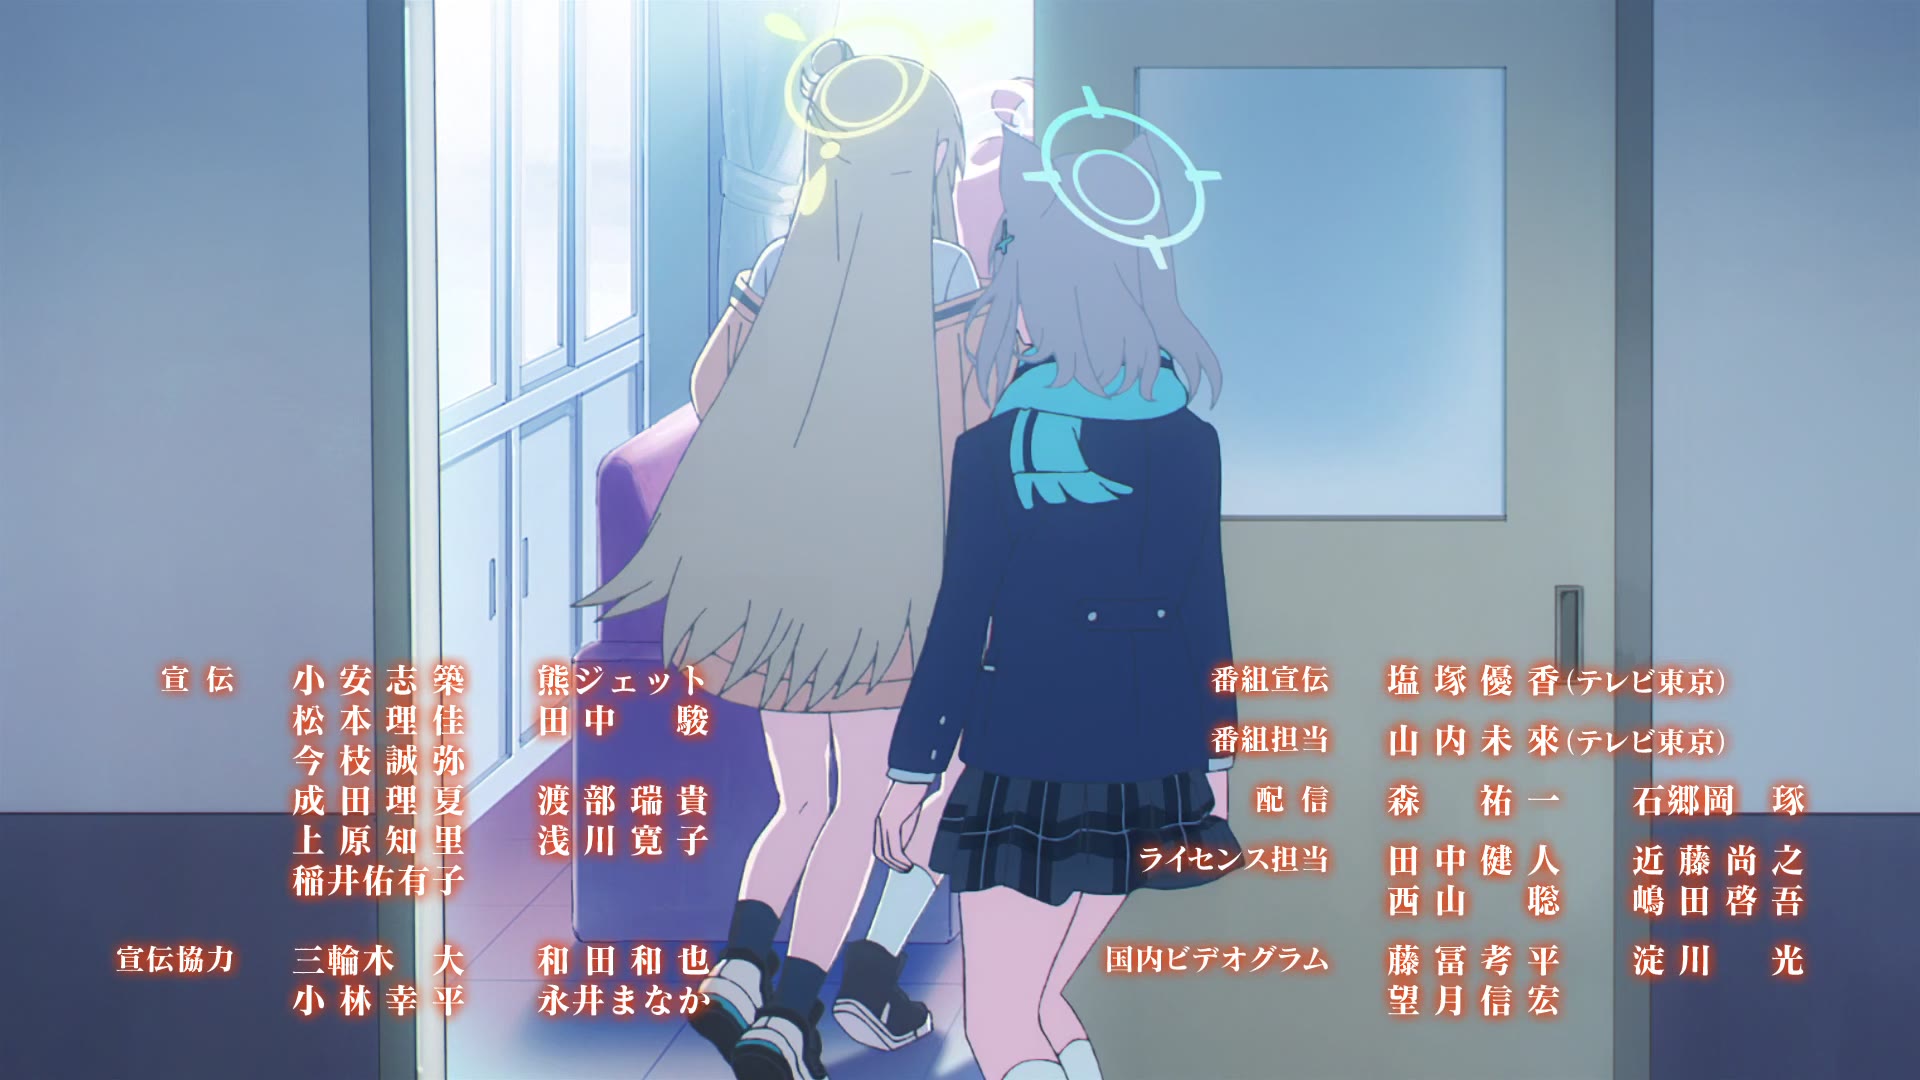 宣伝 小安志築 熊ジェット
松本理佳 田中 駿
今枝誠弥
成田理夏 渡部瑞貴
上原知里 浅川寛子
稲井佑有子
宣伝協力 三輪木 大 和田和也
小林幸平 永井まなか
番組宣伝 塩塚優香(テレビ東京)
番組担当 山内未來(テレビ東京)
配信 森 祐一 石郷岡 琢
ライセンス担当 田中健人 近藤尚之
西山 聡 嶋田啓吾
国内ビデオグラム 藤冨考平 淀川 光
望月信宏